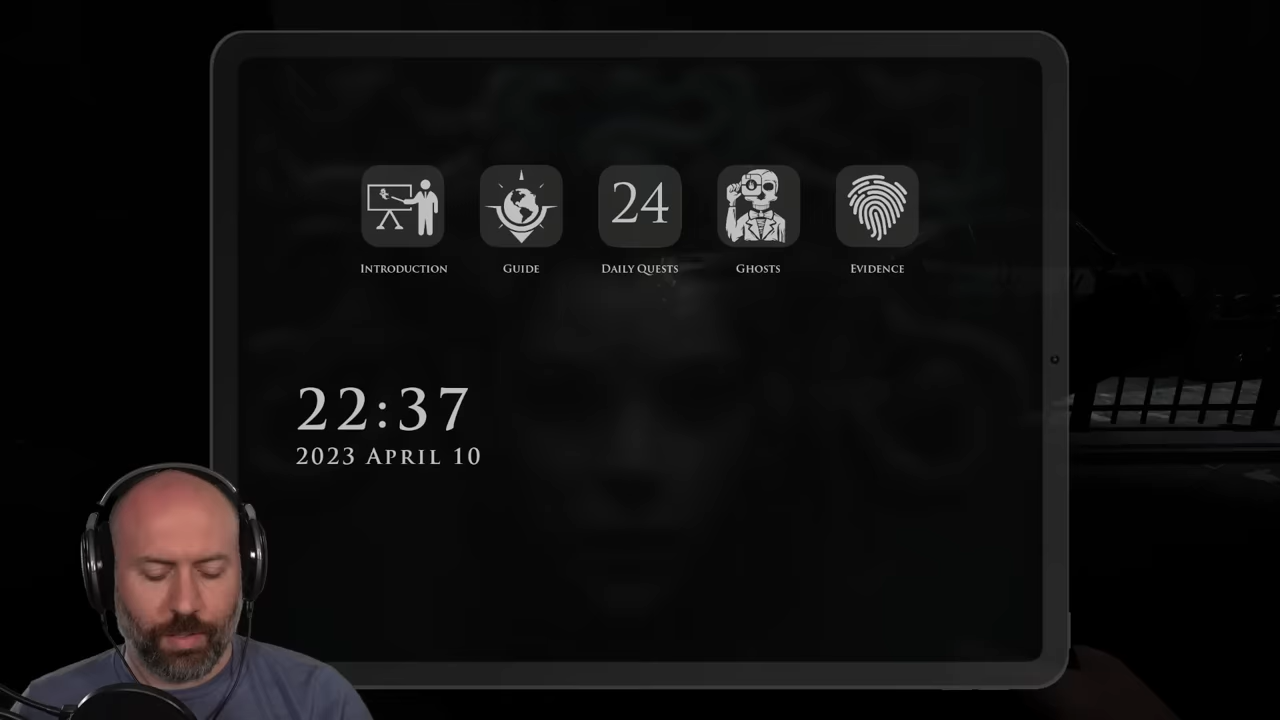 24
Introduction
Guide
Daily Quests
Ghosts
Evidence
22:37
2023 April 10